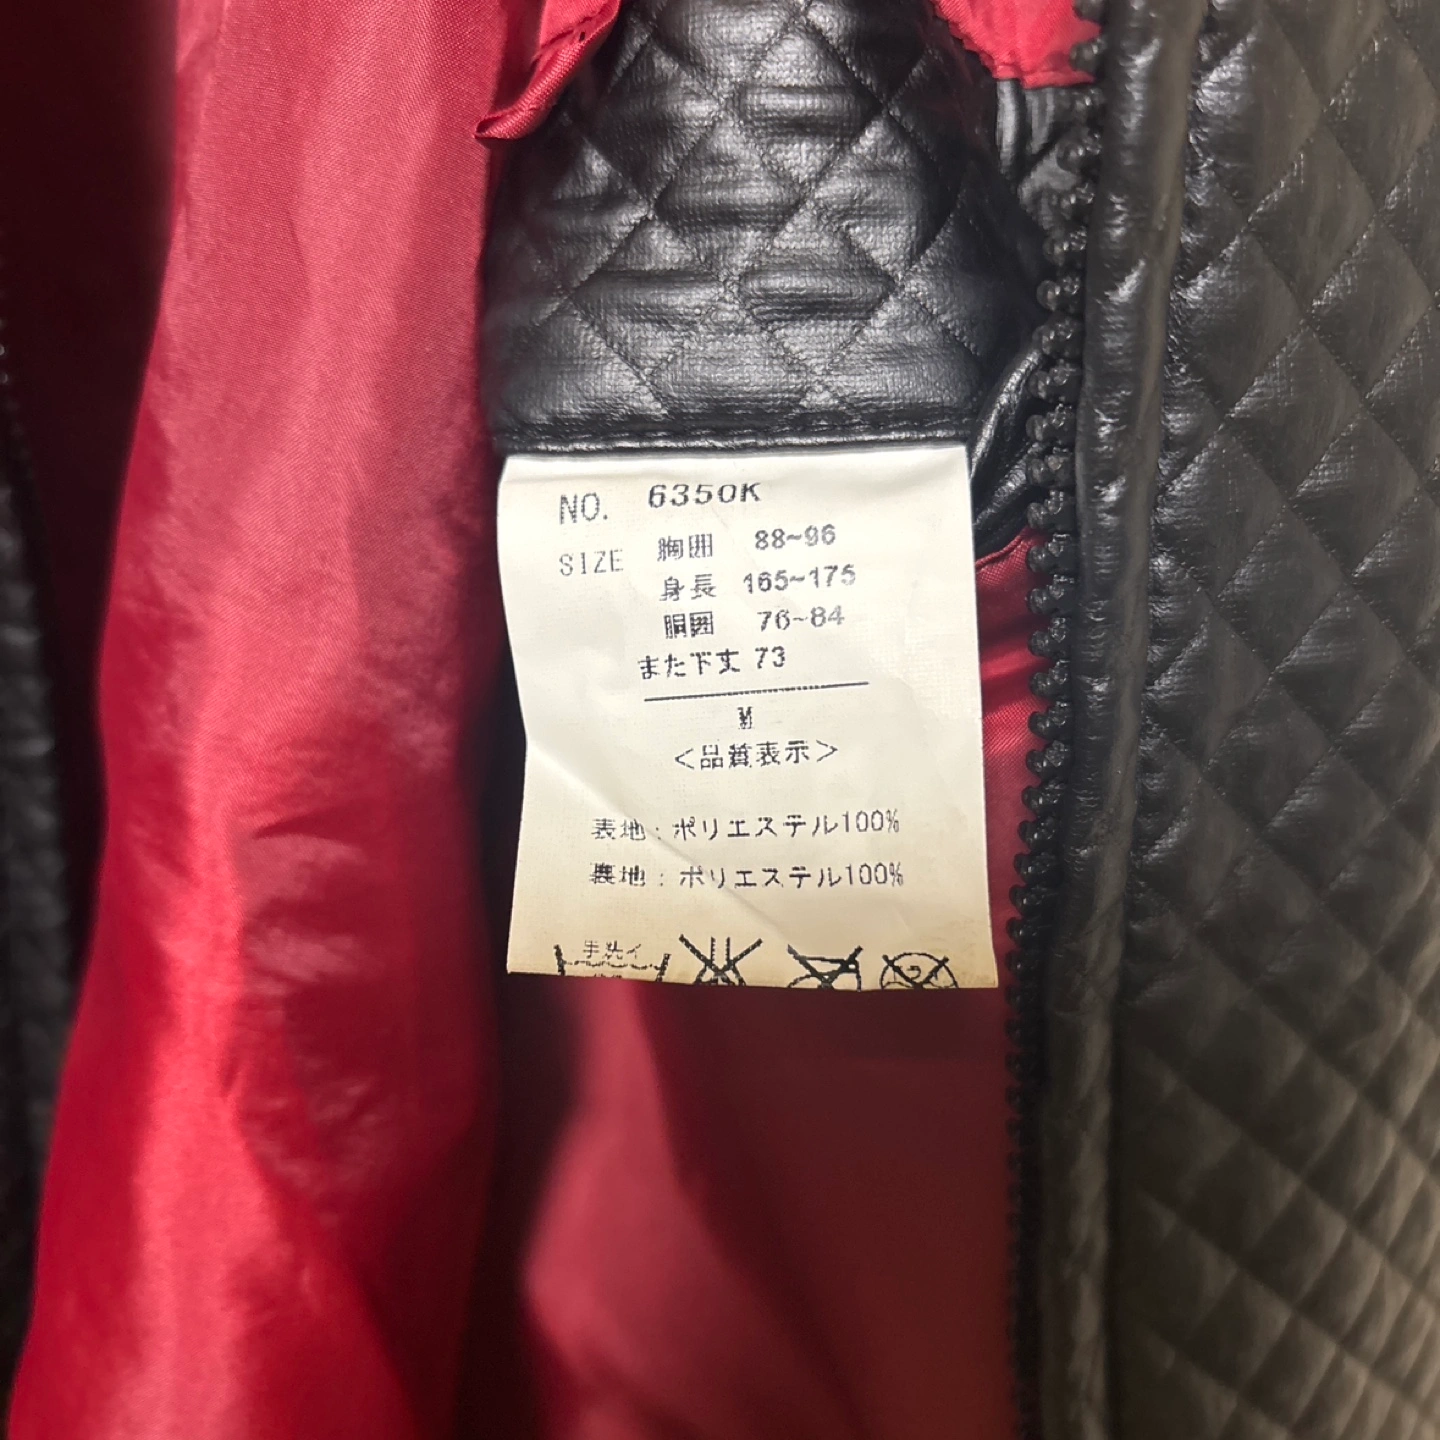 NO. 6350K
SIZE 胸囲 88~96
身長 165~175
胴囲 76~84
また下丈 73
M
<品質表示>
表地:ポリエステル100%
裏地:ポリエステル100%
手洗イ